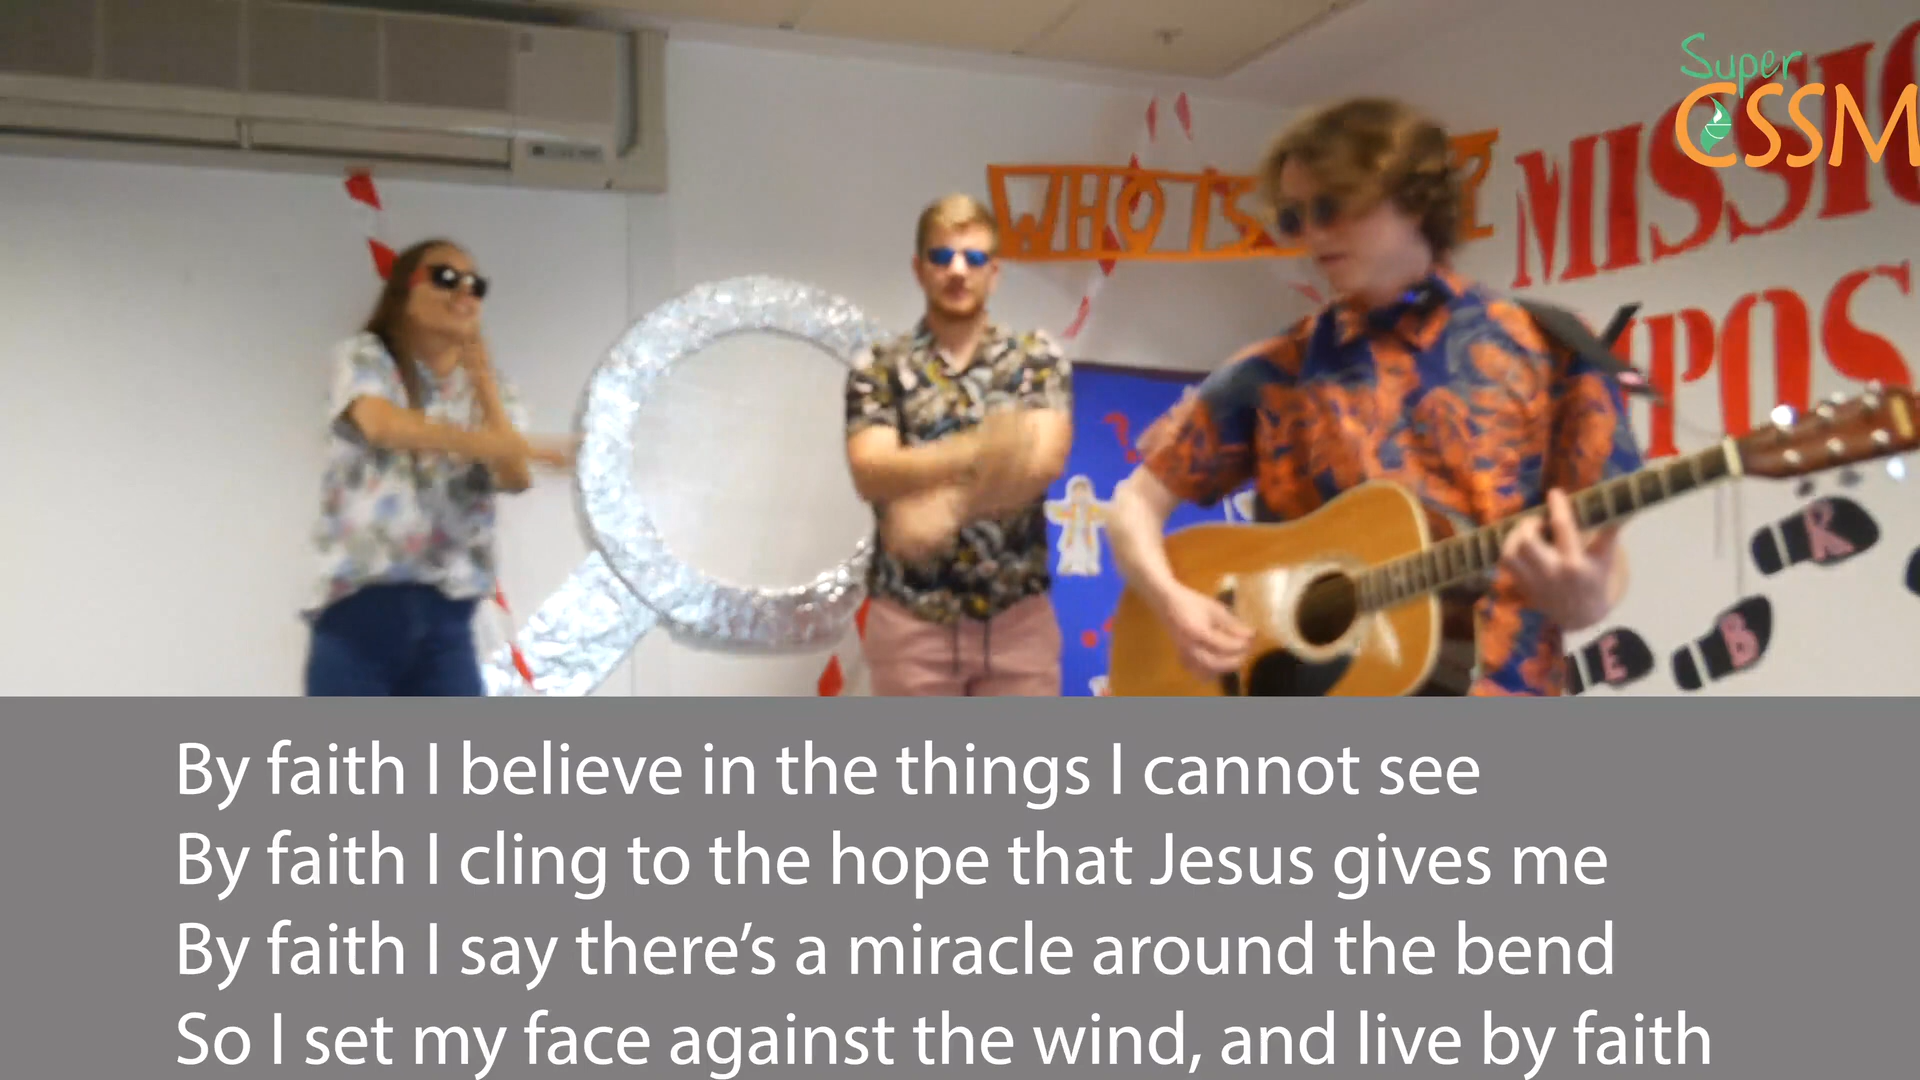 Super
CSSM
WHO IS
MISSIO
MPOS
R
E B
By faith I believe in the things I cannot see
By faith I cling to the hope that Jesus gives me
By faith I say there’s a miracle around the bend
So I set my face against the wind, and live by faith